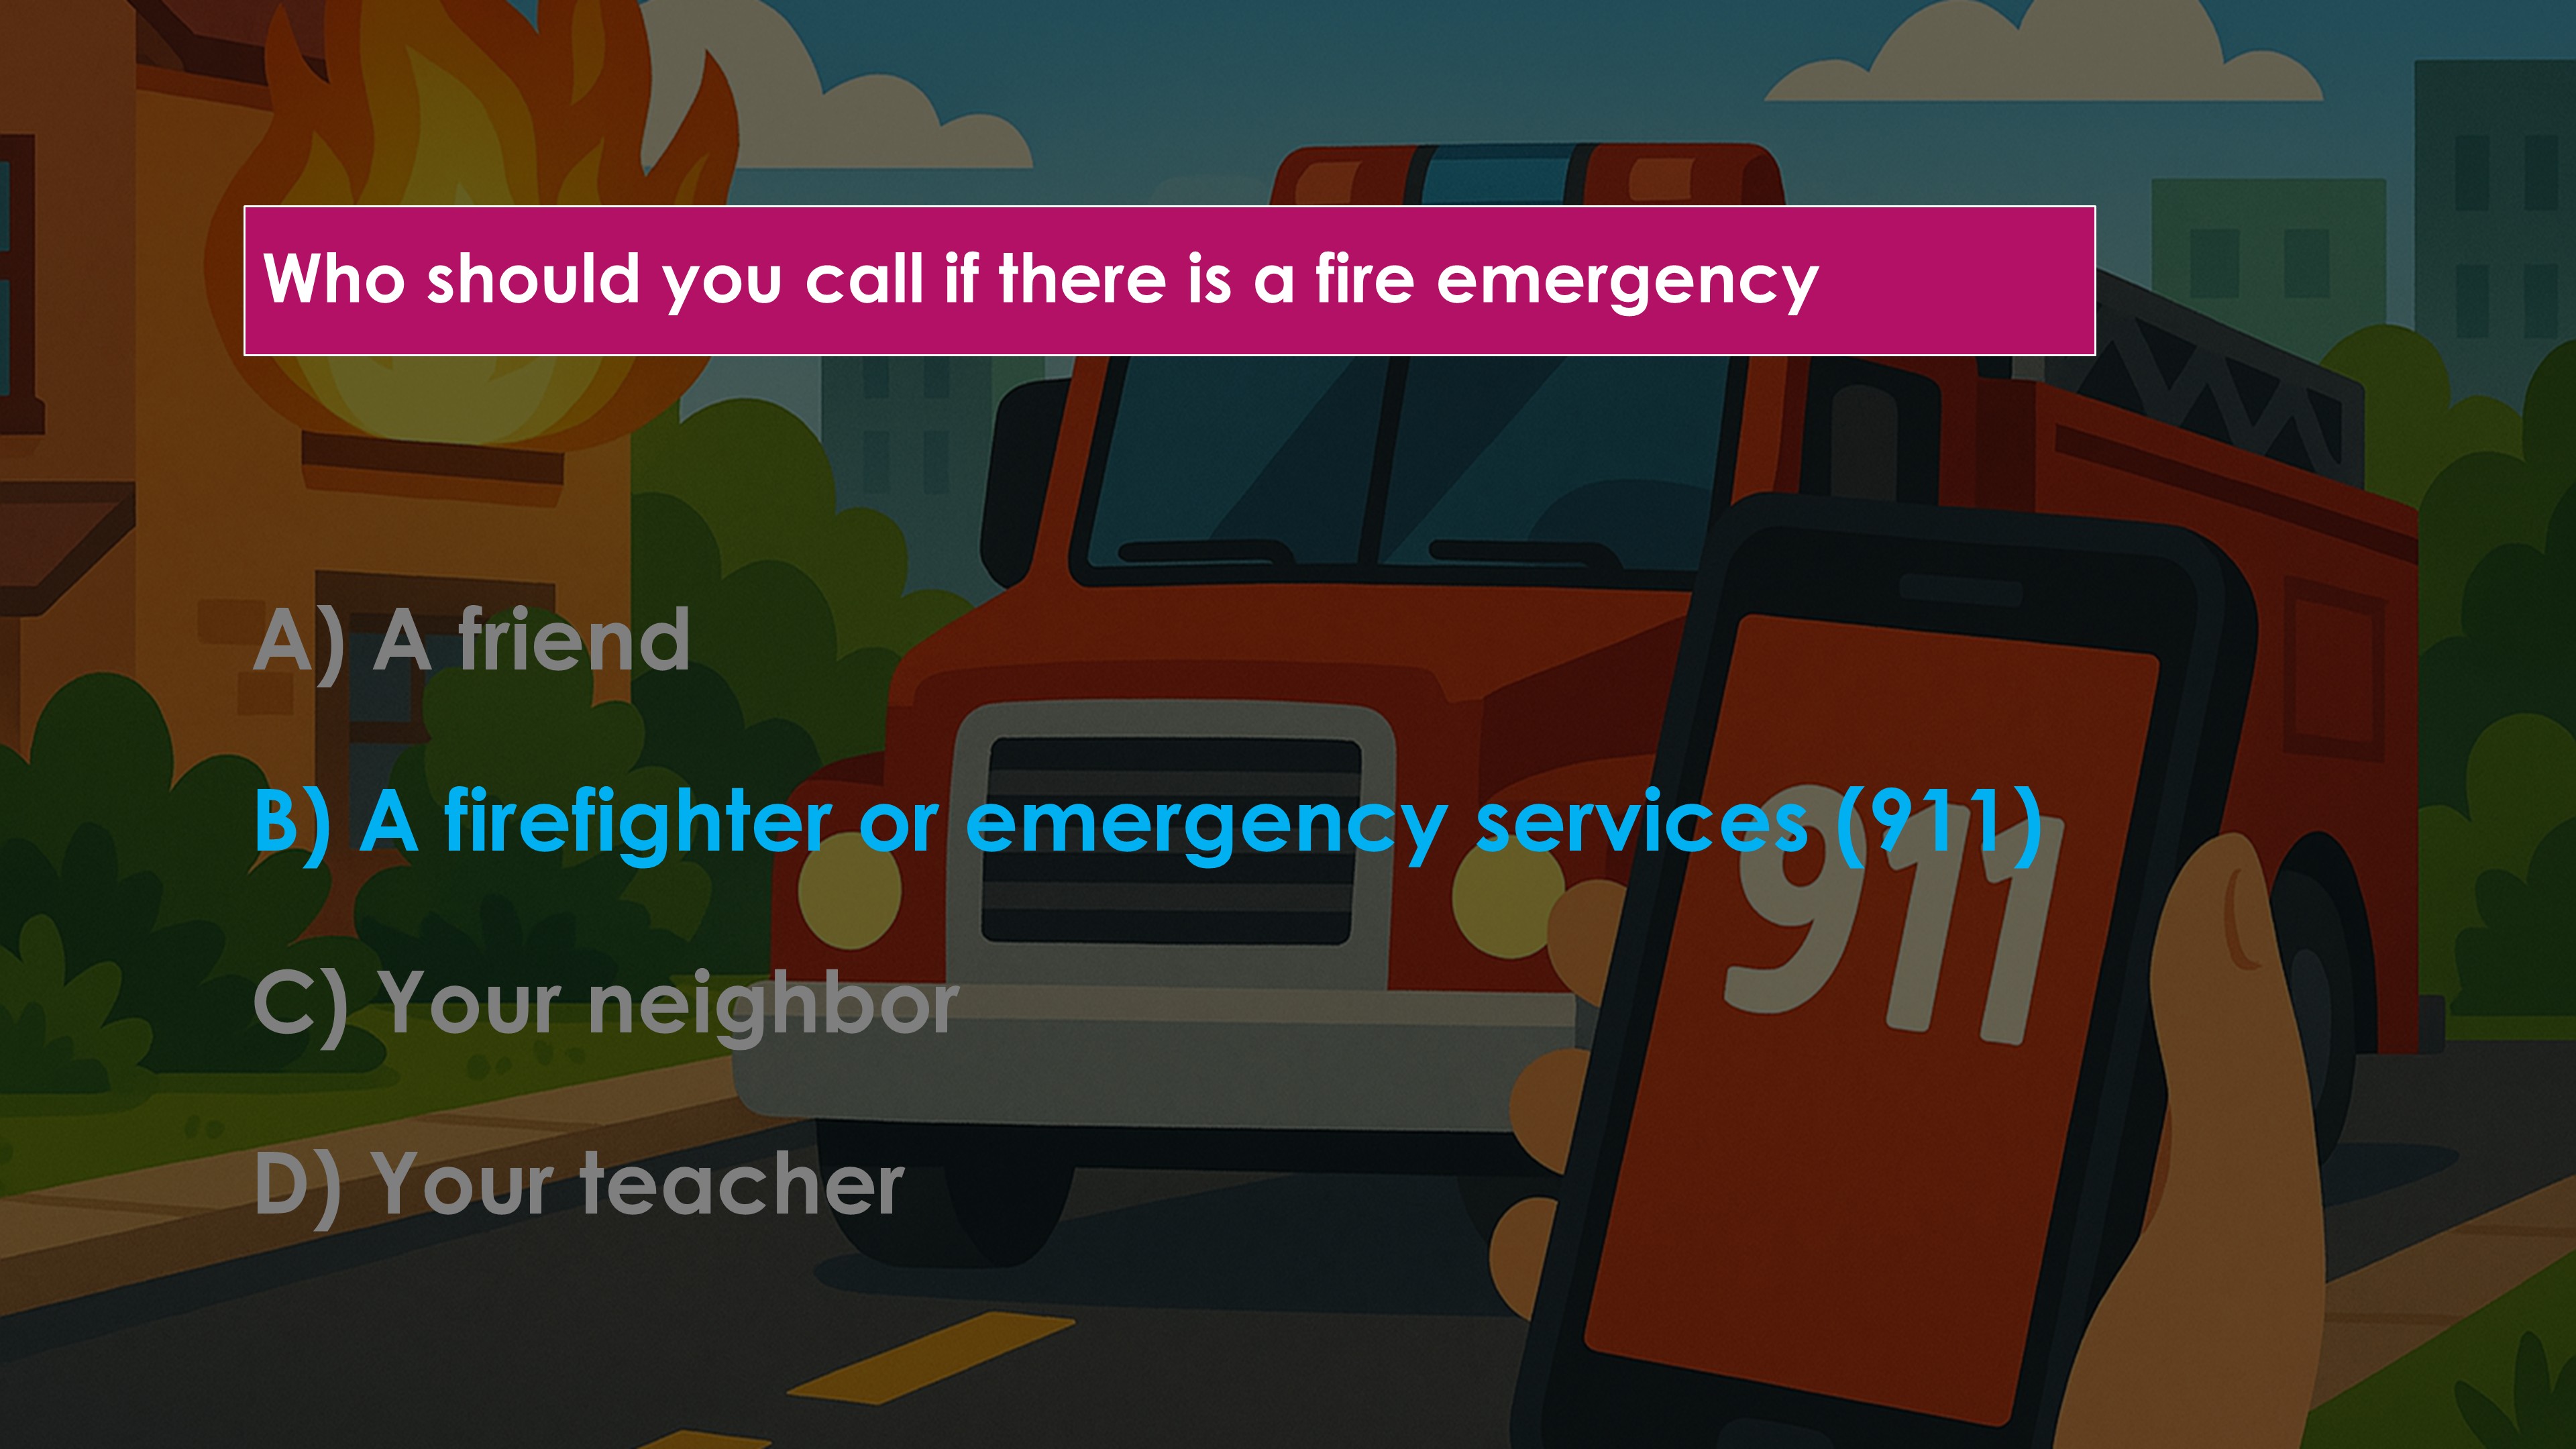 Who should you call if there is a fire emergency
A) A friend
B) A firefighter or emergency services (911)
911
C) Your neighbor
D) Your teacher